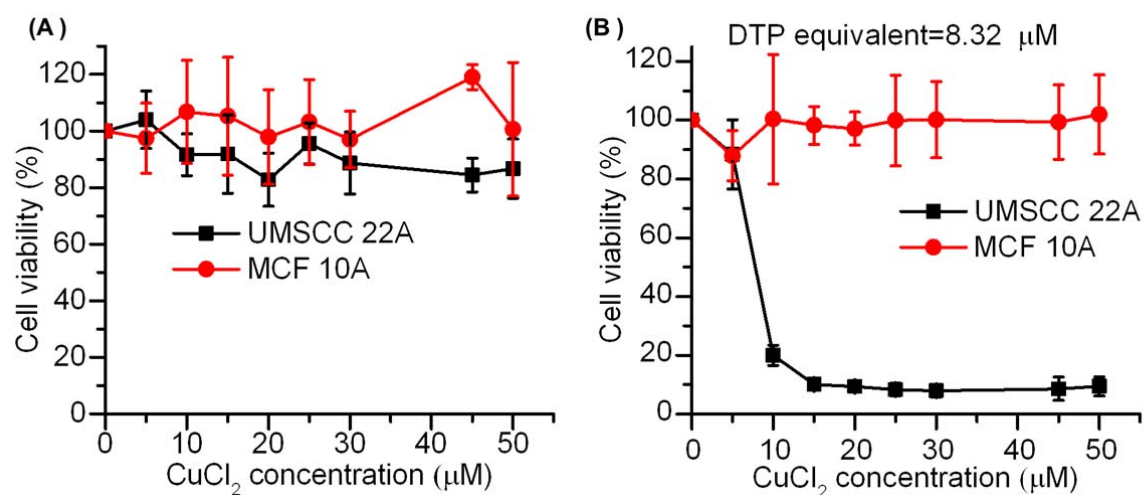 (A)
120
100
80
60
40
20
0
Cell viability (%)
UMSCC 22A
MCF 10A
0 10 20 30 40 50
CuCl₂ concentration (μM)
(B)
DTP equivalent=8.32 μM
120
100
80
60
40
20
0
Cell viability (%)
UMSCC 22A
MCF 10A
0 10 20 30 40 50
CuCl₂ concentration (μM)